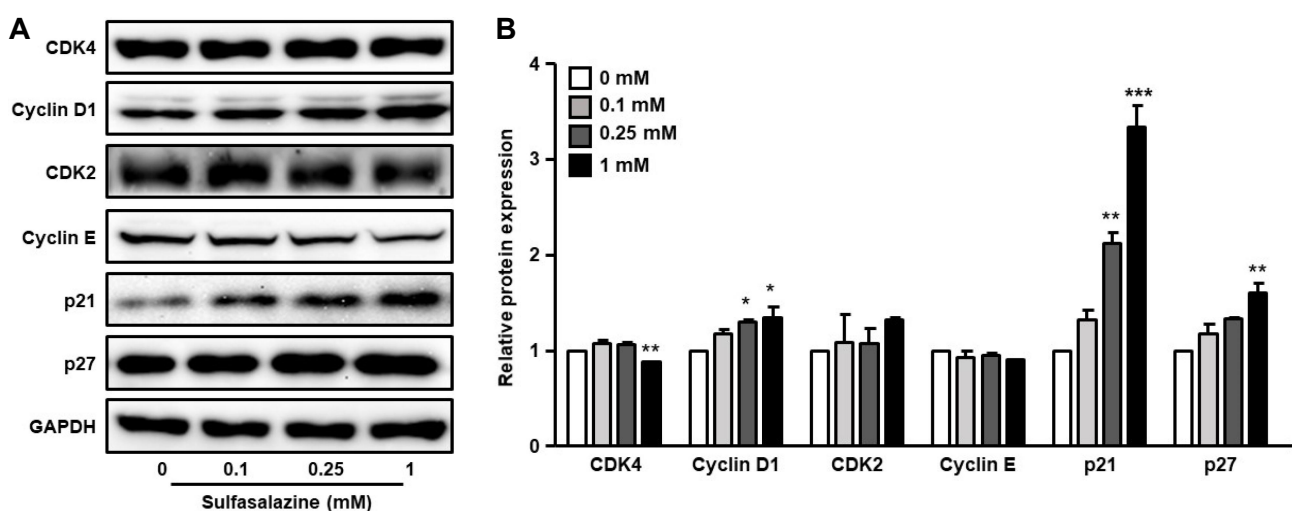 A
CDK4
Cyclin D1
CDK2
Cyclin E
p21
p27
GAPDH
0 0.1 0.25 1
Sulfasalazine (mM)
B
Relative protein expression
4
3
2
1
0
0 mM
0.1 mM
0.25 mM
1 mM
**
*
*
**
***
**
CDK4 Cyclin D1 CDK2 Cyclin E p21 p27